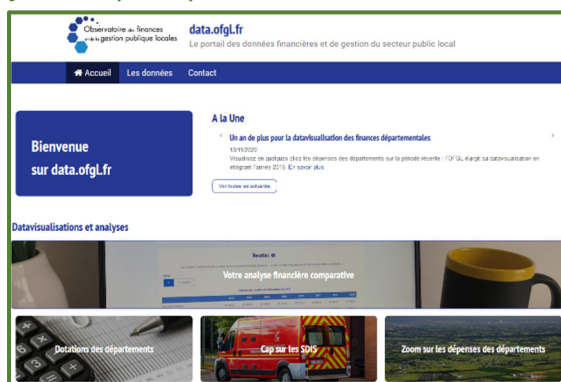 Observatoire des finances
et de la gestion publique locales
data.ofgl.fr
Le portail des données financières et de gestion du secteur public local
Accueil Les données Contact
Bienvenue
sur data.ofgl.fr
A la Une
Un an de plus pour la datavisualisation des finances départementales
13/11/2020
Visualisez en quelques clics les dépenses des départements sur la période récente : l'OFGL élargit sa datavisualisation en
intégrant l'année 2019. En savoir plus
Voir toutes les actualités
Datavisualisations et analyses
Votre analyse financière comparative
Dotations des départements
Cap sur les SDIS
Zoom sur les dépenses des départements